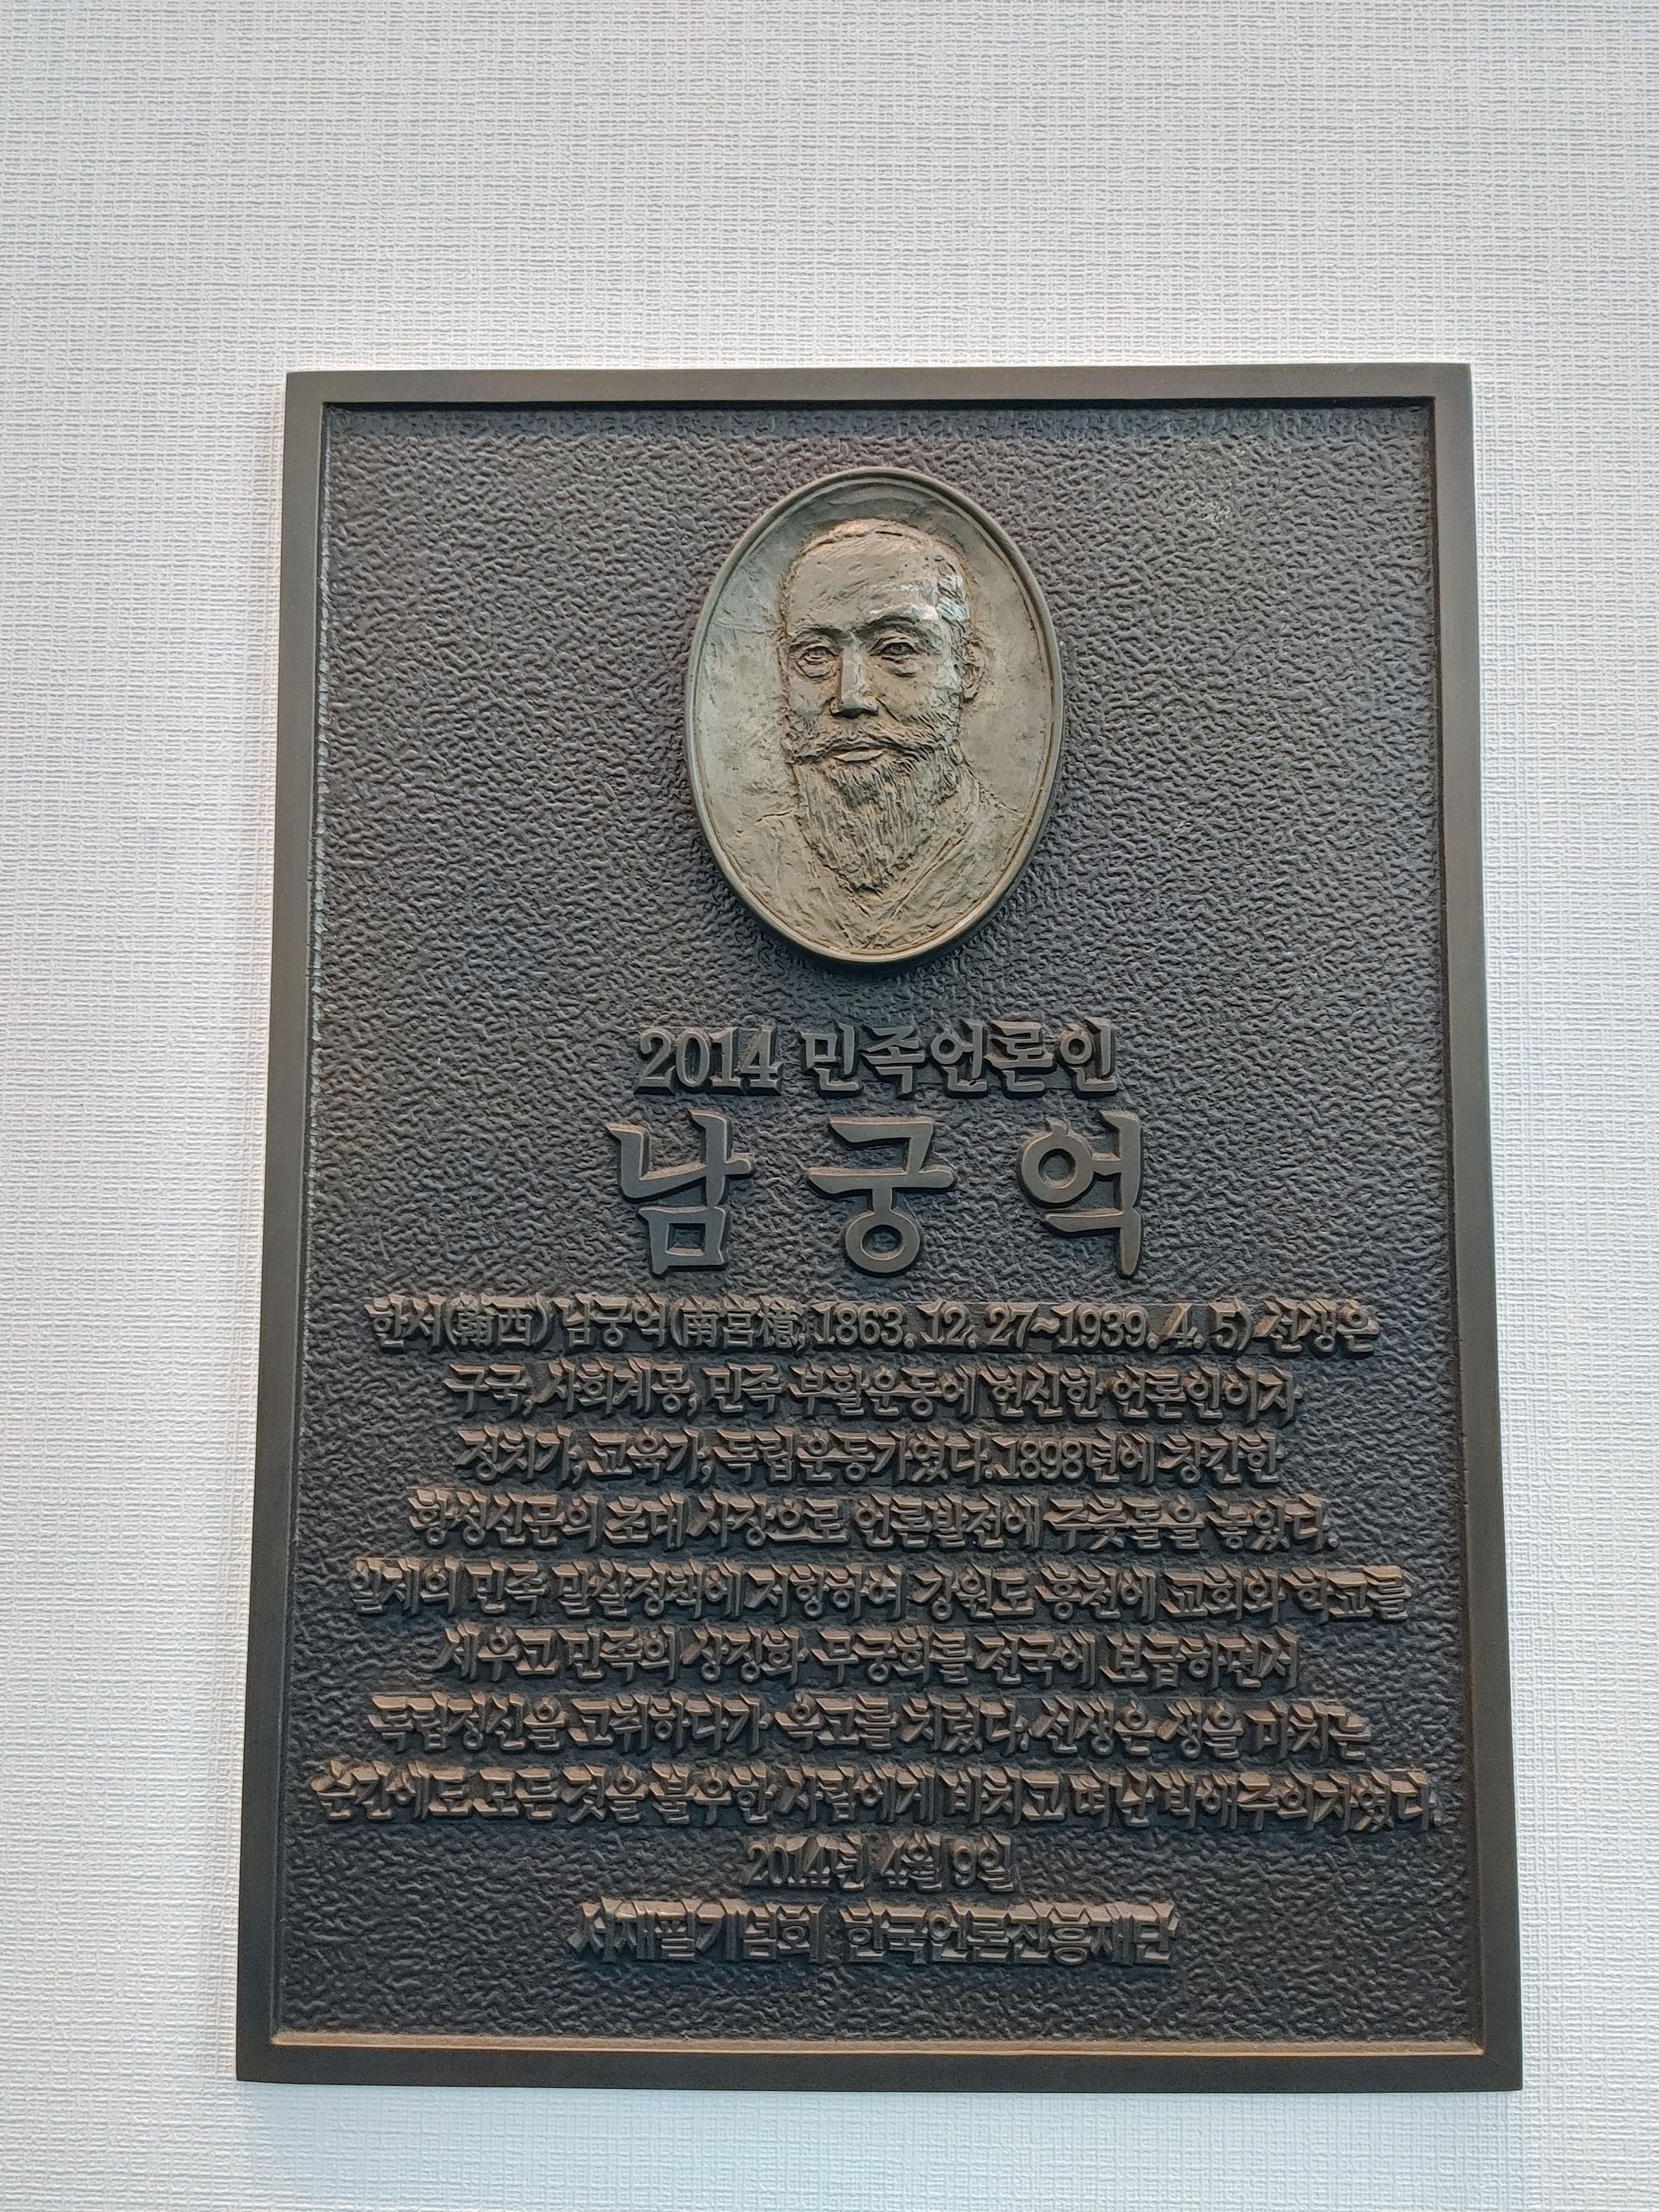 2014 민족언론인
남궁억
한서(翰西) 남궁억(南宮檍, 1863. 12. 27~1939. 4. 5) 선생은
구국, 사회계몽, 민족 부활운동에 헌신한 언론인이자
정치가, 교육가, 독립운동가였다. 1898년에 창간한
황성신문의 초대 사장으로 언론발전에 주춧돌을 놓았다.
일제의 민족 말살정책에 저항하여 강원도 홍천에 교회와 학교를
세우고 민족의 상징화 무궁화를 전국에 보급하면서
독립정신을 고취하다가 옥고를 치렀다. 선생은 생을 마치는
순간에도 모든 것을 불우한 사람에게 바치고 떠난 박애주의자였다.
2014년 4월 9일
서재필기념회 한국언론진흥재단